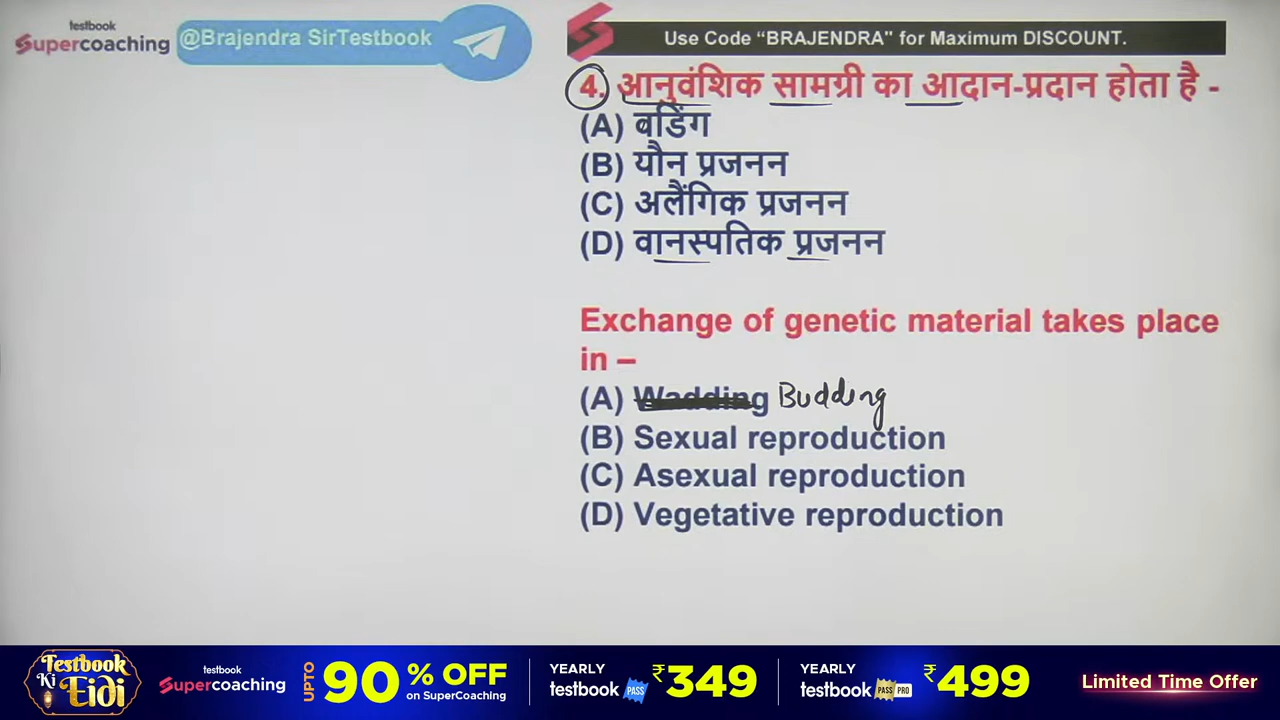 testbook
Supercoaching
@Brajendra SirTestbook
Use Code “BRAJENDRA" for Maximum DISCOUNT.
4. आनुवंशिक सामग्री का आदान-प्रदान होता है -
(A) वडिंग
(B) यौन प्रजनन
(C) अलैंगिक प्रजनन
(D) वानस्पतिक प्रजनन
Exchange of genetic material takes place
in –
(A) Wadding Budding
(B) Sexual reproduction
(C) Asexual reproduction
(D) Vegetative reproduction
Testbook
Ki
Eidi
testbook
Supercoaching
UPTO
90% OFF
on SuperCoaching
YEARLY
testbook PASS
₹349
YEARLY
testbook PASS PRO
₹499
Limited Time Offer